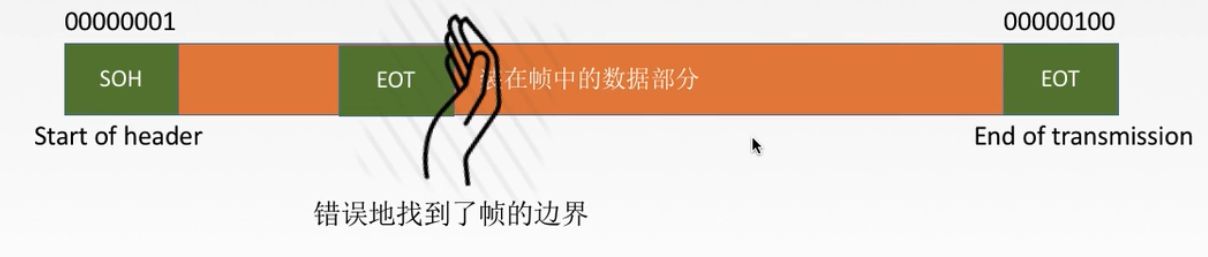 00000001
00000100
SOH
EOT
装在帧中的数据部分
EOT
Start of header
End of transmission
错误地找到了帧的边界